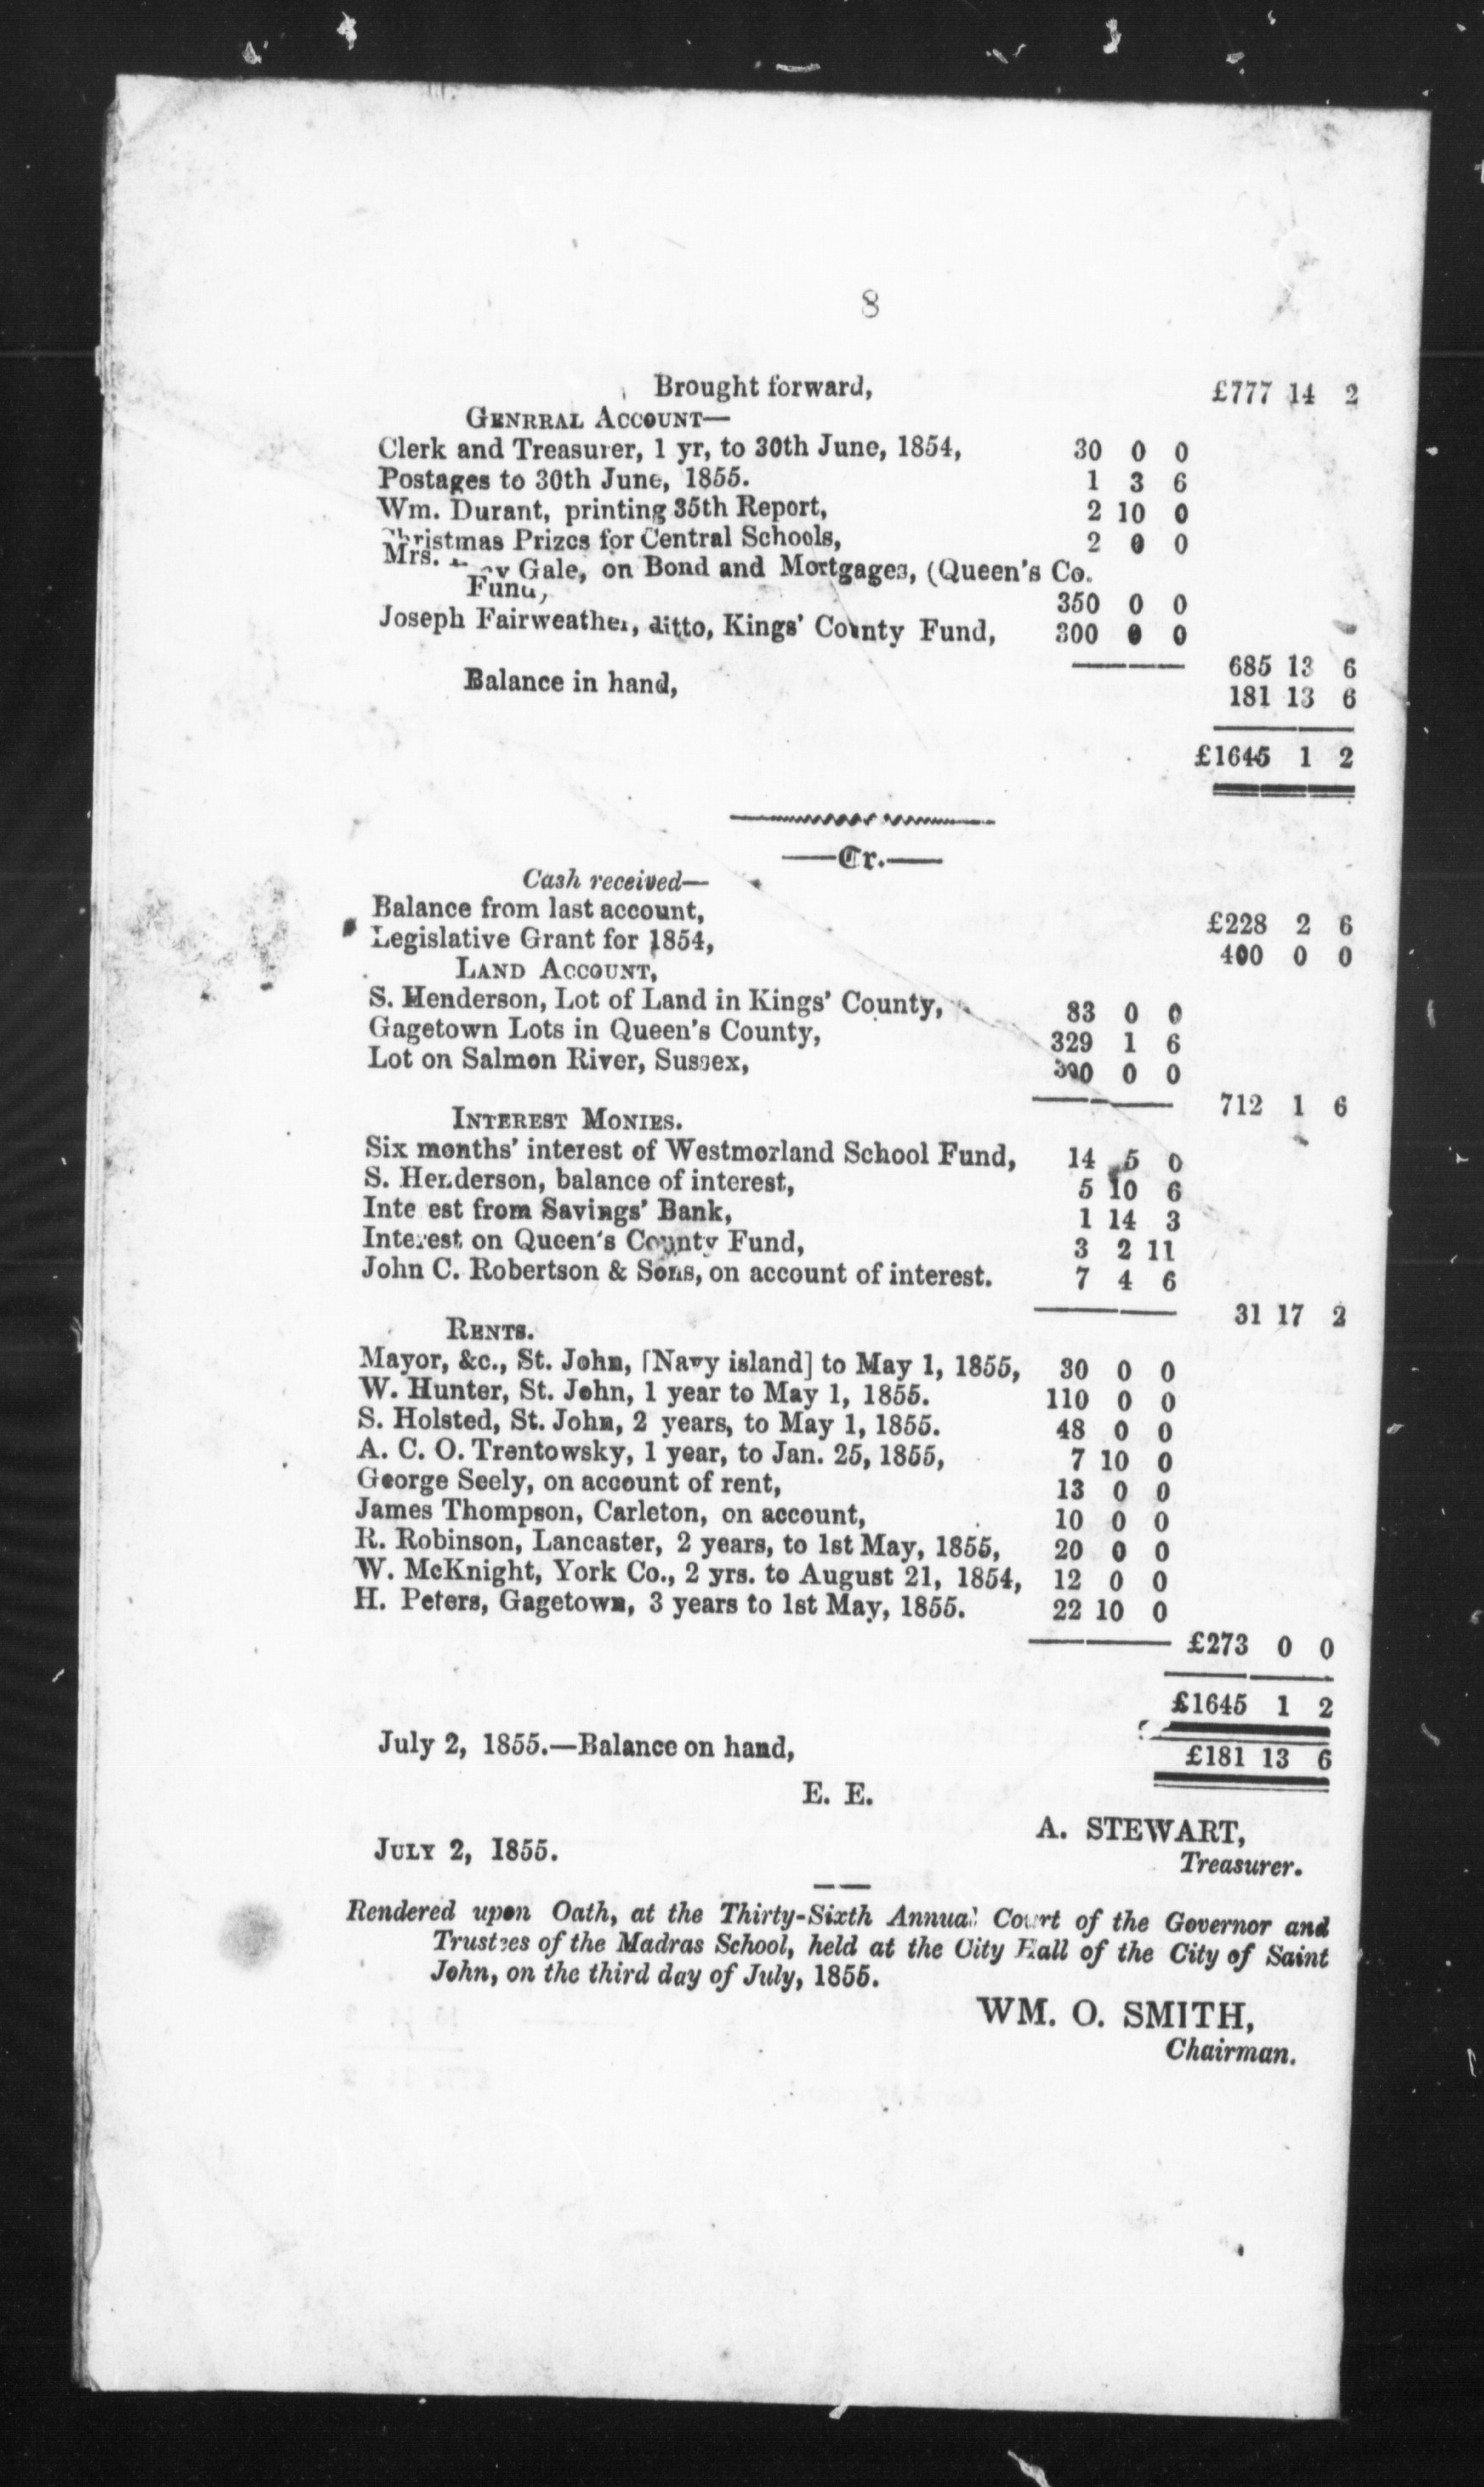 8
Brought forward, £777 14 2
GENRRAL ACCOUNT—
Clerk and Treasurer, 1 yr, to 30th June, 1854, 30 0 0
Postages to 30th June, 1855. 1 3 6
Wm. Durant, printing 35th Report, 2 10 0
Christmas Prizes for Central Schools, 2 0 0
Mrs. Gale, on Bond and Mortgages, (Queen's Co.
Fund, 350 0 0
Joseph Fairweather, ditto, Kings' County Fund, 300 0 0
685 13 6
Balance in hand, 181 13 6
£1645 1 2
—Cr.—
Cash received—
Balance from last account, £228 2 6
Legislative Grant for 1854, 400 0 0
LAND ACCOUNT,
S. Henderson, Lot of Land in Kings' County, 83 0 0
Gagetown Lots in Queen's County, 329 1 6
Lot on Salmon River, Sussex, 300 0 0
712 1 6
INTEREST MONIES.
Six months' interest of Westmorland School Fund, 14 5 0
S. Henderson, balance of interest, 5 10 6
Inte est from Savings' Bank, 1 14 3
Interest on Queen's County Fund, 3 2 11
John C. Robertson & Sons, on account of interest. 7 4 6
31 17 2
RENTS.
Mayor, &c., St. John, [Navy island] to May 1, 1855, 30 0 0
W. Hunter, St. John, 1 year to May 1, 1855. 110 0 0
S. Holsted, St. John, 2 years, to May 1, 1855. 48 0 0
A. C. O. Trentowsky, 1 year, to Jan. 25, 1855, 7 10 0
George Seely, on account of rent, 13 0 0
James Thompson, Carleton, on account, 10 0 0
R. Robinson, Lancaster, 2 years, to 1st May, 1855, 20 0 0
W. McKnight, York Co., 2 yrs. to August 21, 1854, 12 0 0
H. Peters, Gagetown, 3 years to 1st May, 1855. 22 10 0
£273 0 0
£1645 1 2
July 2, 1855.—Balance on hand, £181 13 6
E. E.
A. STEWART,
JULY 2, 1855.
Treasurer.
Rendered upon Oath, at the Thirty-Sixth Annual Court of the Governor and
Trustees of the Madras School, held at the City Hall of the City of Saint
John, on the third day of July, 1855.
WM. O. SMITH,
Chairman.